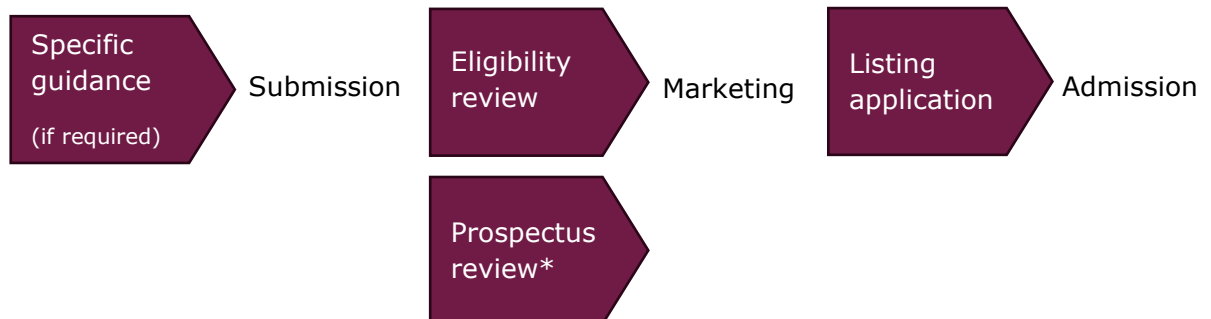 Specific
guidance
(if required)
Submission
Eligibility
review
Marketing
Listing
application
Admission
Prospectus
review*